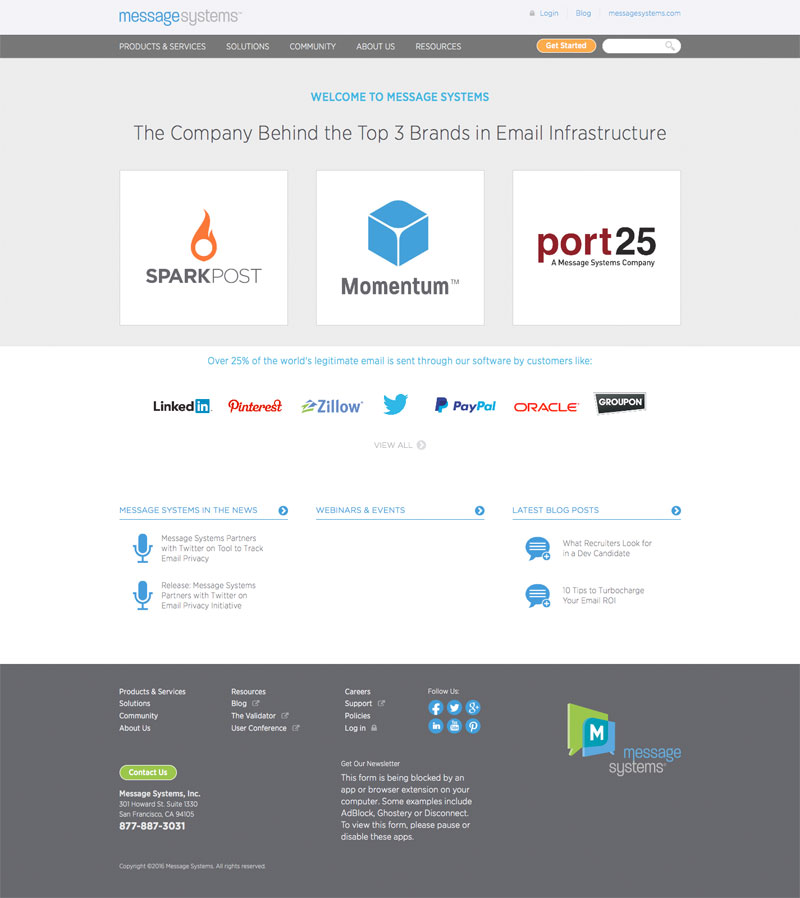 messagesystems™
Login
Blog
messagesystems.com
PRODUCTS & SERVICES
SOLUTIONS
COMMUNITY
ABOUT US
RESOURCES
Get Started
WELCOME TO MESSAGE SYSTEMS
The Company Behind the Top 3 Brands in Email Infrastructure
SPARKPOST
Momentum™
port25
A Message Systems Company
Over 25% of the world's legitimate email is sent through our software by customers like:
Linked in
Pinterest
Zillow
PayPal
ORACLE
GROUPON
VIEW ALL
MESSAGE SYSTEMS IN THE NEWS
Message Systems Partners
with Twitter on Tool to Track
Email Privacy
Release: Message Systems
Partners with Twitter on
Email Privacy Initiative
WEBINARS & EVENTS
LATEST BLOG POSTS
What Recruiters Look for
in a Dev Candidate
10 Tips to Turbocharge
Your Email ROI
Products & Services
Solutions
Community
About Us
Resources
Blog
The Validator
User Conference
Careers
Support
Policies
Log in
Follow Us:
f
g+
in
You Tube
M
message
systems
Contact Us
Message Systems, Inc.
301 Howard St. Suite 1330
San Francisco, CA 94105
877-887-3031
Get Our Newsletter
This form is being blocked by an
app or browser extension on your
computer. Some examples include
AdBlock, Ghostery or Disconnect.
To view this form, please pause or
disable these apps.
Copyright ©2016 Message Systems. All rights reserved.